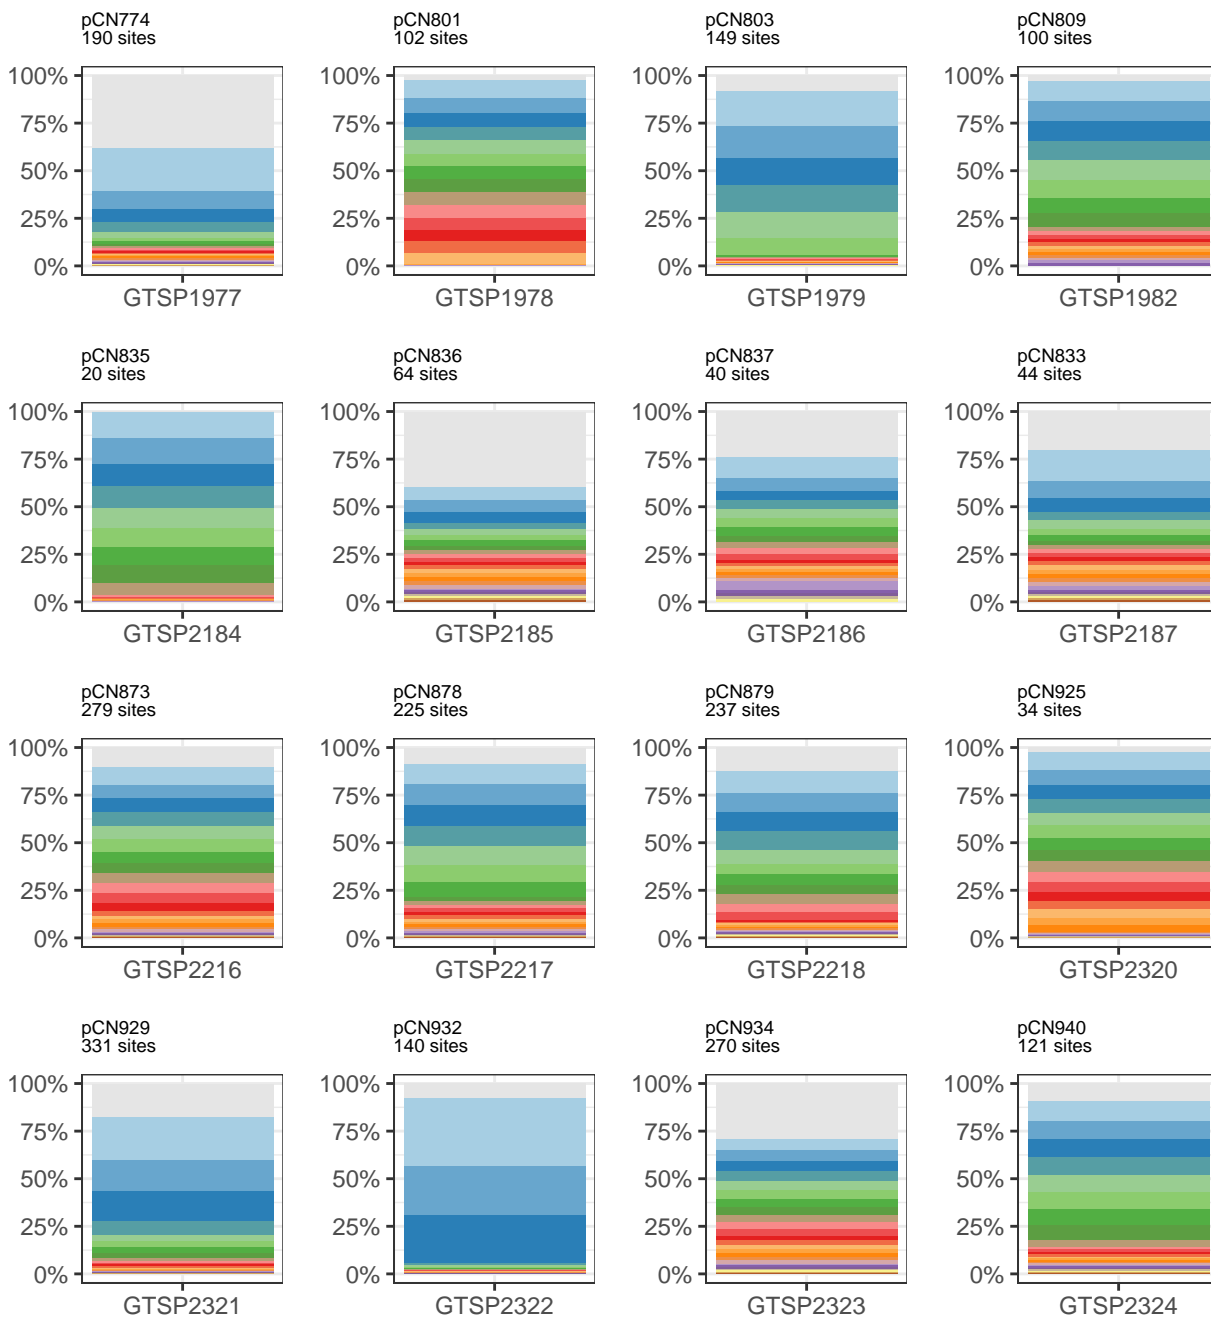 pCN774
190 sites
100%
75%
50%
25%
0%
GTSP1977
pCN801
102 sites
100%
75%
50%
25%
0%
GTSP1978
pCN803
149 sites
100%
75%
50%
25%
0%
GTSP1979
pCN809
100 sites
100%
75%
50%
25%
0%
GTSP1982
pCN835
20 sites
100%
75%
50%
25%
0%
GTSP2184
pCN836
64 sites
100%
75%
50%
25%
0%
GTSP2185
pCN837
40 sites
100%
75%
50%
25%
0%
GTSP2186
pCN833
44 sites
100%
75%
50%
25%
0%
GTSP2187
pCN873
279 sites
100%
75%
50%
25%
0%
GTSP2216
pCN878
225 sites
100%
75%
50%
25%
0%
GTSP2217
pCN879
237 sites
100%
75%
50%
25%
0%
GTSP2218
pCN925
34 sites
100%
75%
50%
25%
0%
GTSP2320
pCN929
331 sites
100%
75%
50%
25%
0%
GTSP2321
pCN932
140 sites
100%
75%
50%
25%
0%
GTSP2322
pCN934
270 sites
100%
75%
50%
25%
0%
GTSP2323
pCN940
121 sites
100%
75%
50%
25%
0%
GTSP2324